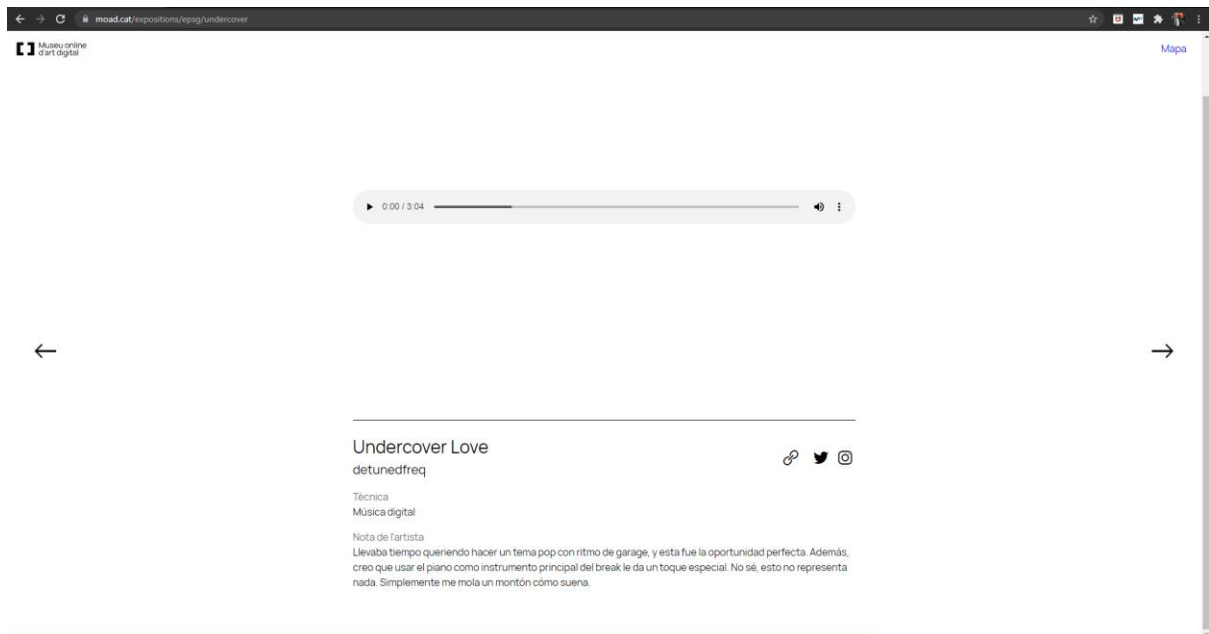 moad.cat/expositions/epsg/undercover
Museu online
d'art digital
Mapa
0:00 / 3:04
Undercover Love
detunedfreq
Tècnica
Música digital
Nota de l'artista
Llevaba tiempo queriendo hacer un tema pop con ritmo de garage, y esta fue la oportunidad perfecta. Además,
creo que usar el piano como instrumento principal del break le da un toque especial. No sé, esto no representa
nada. Simplemente me mola un montón cómo suena.